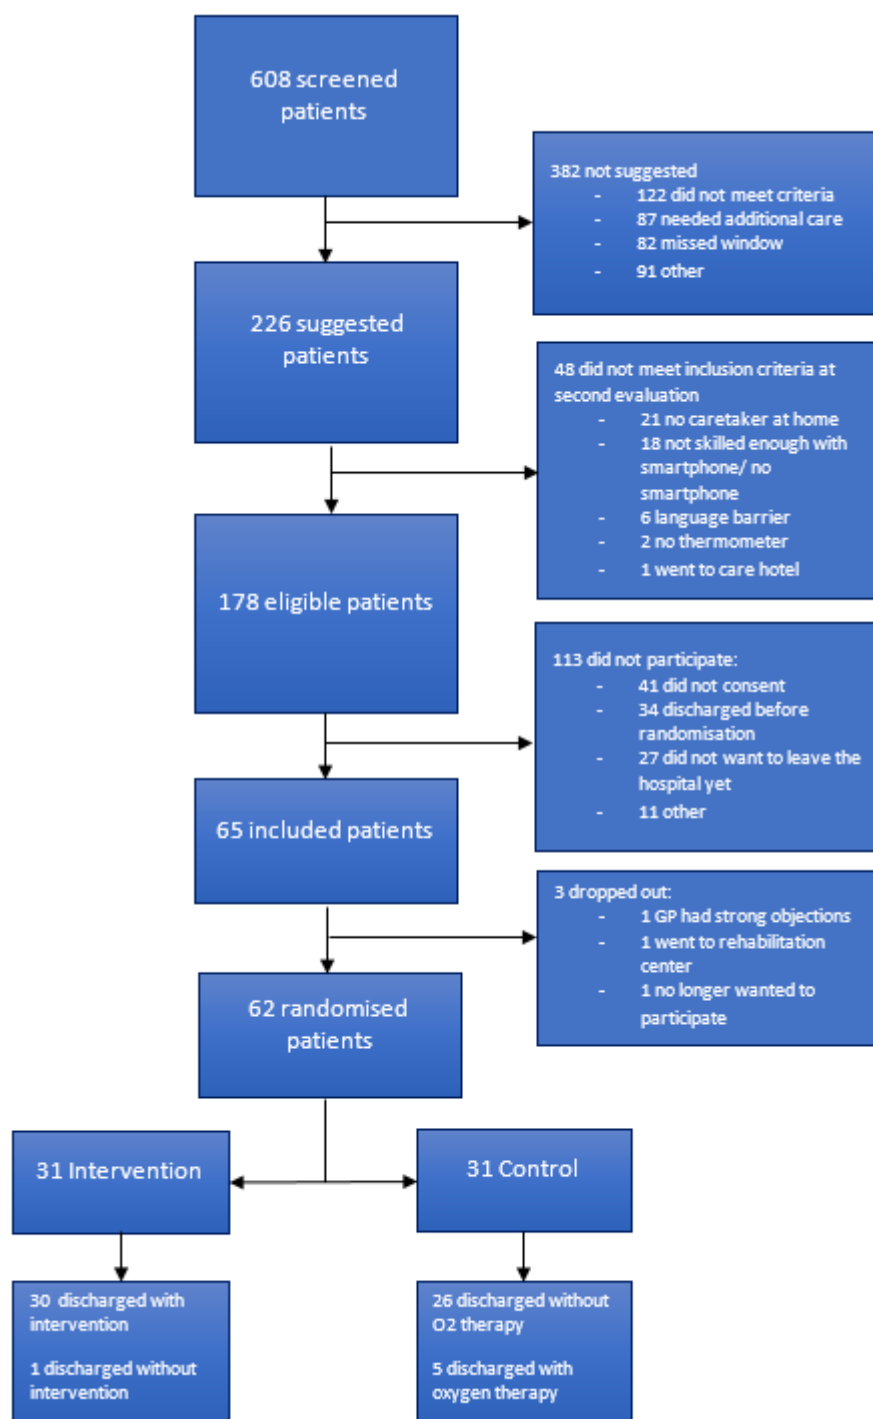 608 screened
patients
382 not suggested
- 122 did not meet criteria
- 87 needed additional care
- 82 missed window
- 91 other
226 suggested
patients
48 did not meet inclusion criteria at
second evaluation
- 21 no caretaker at home
- 18 not skilled enough with
smartphone/ no
smartphone
- 6 language barrier
- 2 no thermometer
- 1 went to care hotel
178 eligible patients
113 did not participate:
- 41 did not consent
- 34 discharged before
randomisation
- 27 did not want to leave the
hospital yet
- 11 other
65 included patients
3 dropped out:
- 1 GP had strong objections
- 1 went to rehabilitation
center
- 1 no longer wanted to
participate
62 randomised
patients
31 Intervention
31 Control
30 discharged with
intervention
1 discharged without
intervention
26 discharged without
O2 therapy
5 discharged with
oxygen therapy